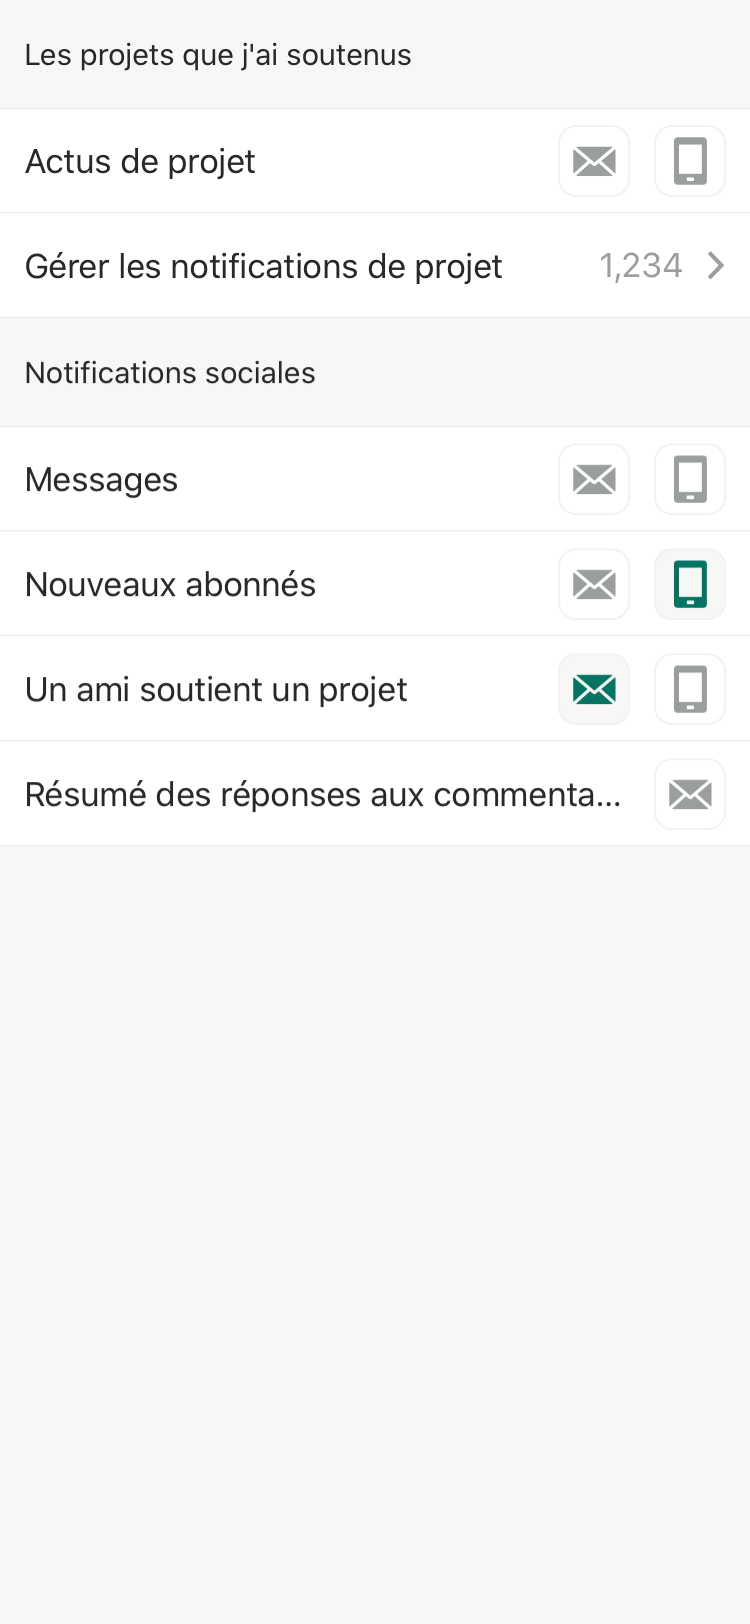 Les projets que j'ai soutenus
Actus de projet
Gérer les notifications de projet 1,234
Notifications sociales
Messages
Nouveaux abonnés
Un ami soutient un projet
Résumé des réponses aux commenta...